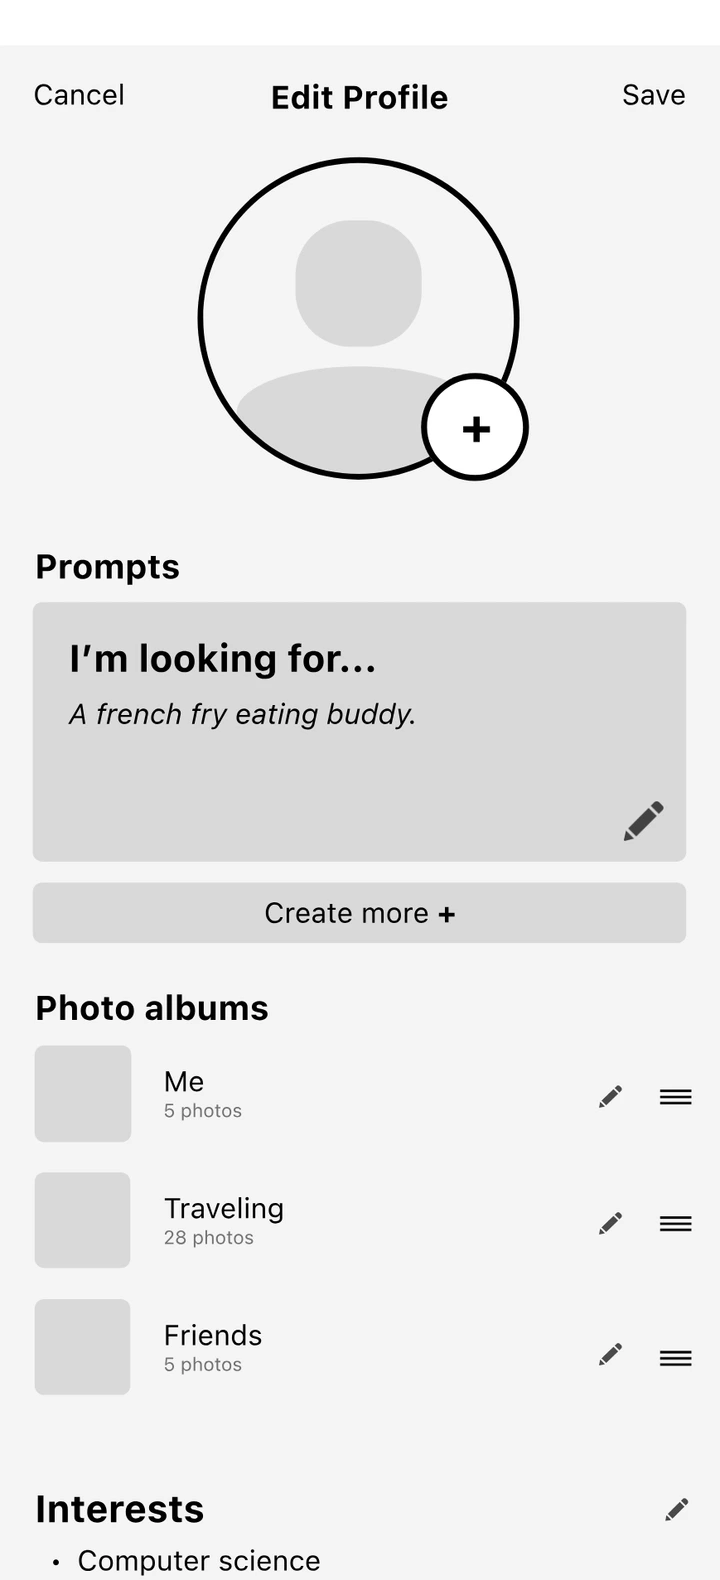 Cancel Edit Profile Save
+
Prompts
I’m looking for...
A french fry eating buddy.
Create more +
Photo albums
Me
5 photos
Traveling
28 photos
Friends
5 photos
Interests
• Computer science